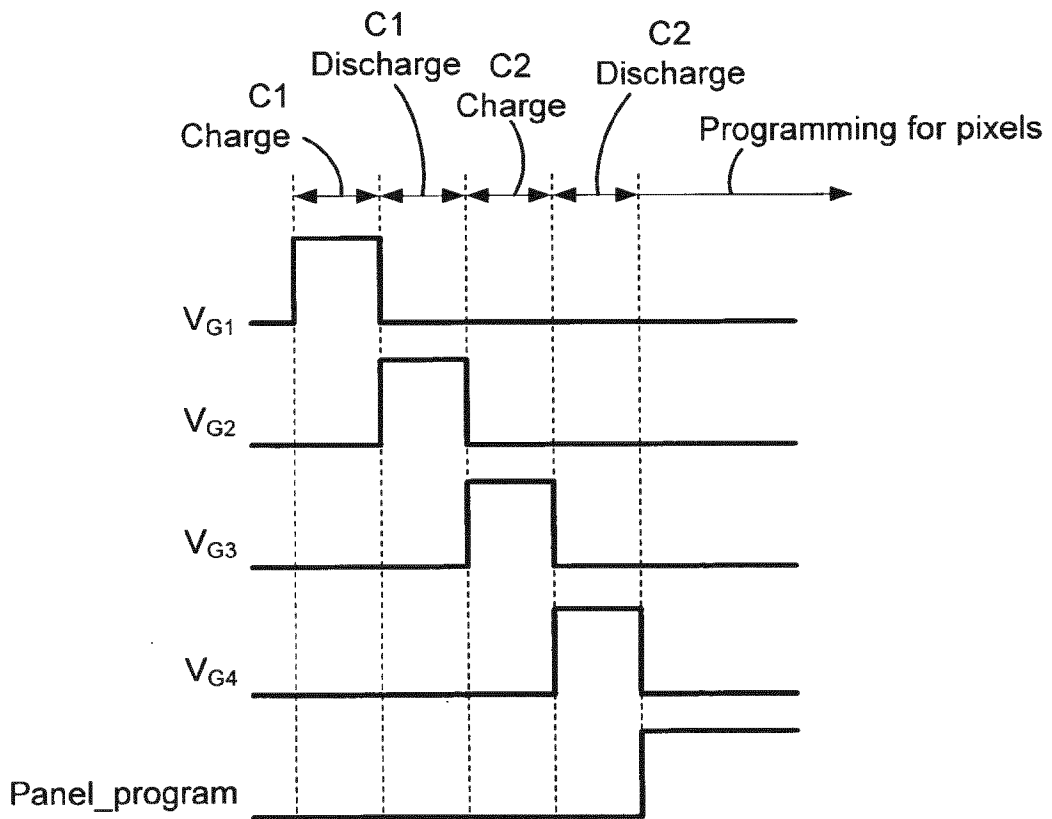 C1
Discharge
C2
Discharge
C2
Charge
C1
Charge
Programming for pixels
VG1
VG2
VG3
VG4
Panel_program